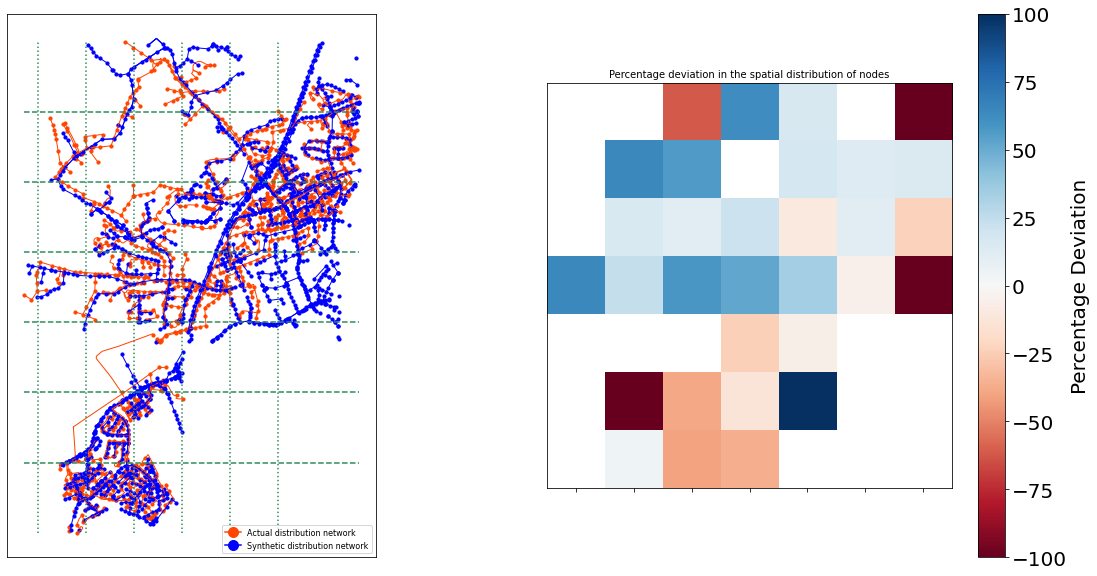 Actual distribution network
Synthetic distribution network
Percentage deviation in the spatial distribution of nodes
100
75
50
25
0
−25
−50
−75
−100
Percentage Deviation